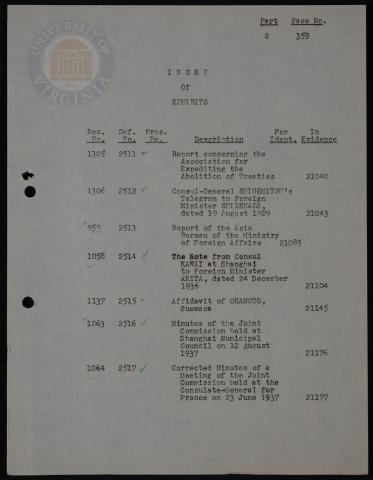 Part Page No.
2 359
UNIVERSITY OF VIRGINIA
INDEX
Of
EXHIBITS
Doc. Def. Pros. For In
No. No. No. Description Ident. Evidence
1305 2511 Report concerning the
Association for
Expediting the
Abolition of Treaties 21040
1306 2512 Consul-General SHIGEMITSU's
Telegram to Foreign
Minister SHIDEHARA,
dated 19 August 1929 21043
959 2513 Report of the Asia
Bureau of the Ministry
of Foreign Affairs 21085
1058 2514 The Note from Consul
KAWAI at Shanghai
to Foreign Minister
ARITA, dated 24 December
1936 21104
1137 2515 Affidavit of OKAMOTO,
Suemasa 21145
1063 2516 Minutes of the Joint
Commission held at
Shanghai Municipal
Council on 12 August
1937 21176
1064 2517 Corrected Minutes of a
Meeting of the Joint
Commission held at the
Consulate-General for
France on 23 June 1937 21177